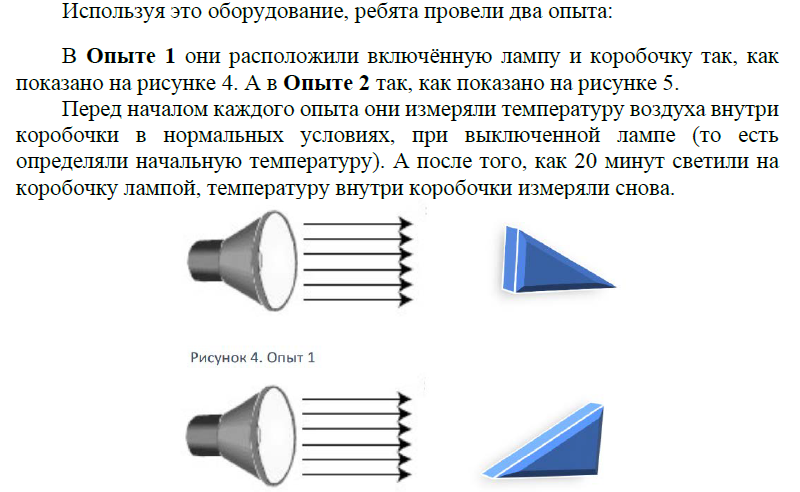 Используя это оборудование, ребята провели два опыта:
В Опыте 1 они расположили включённую лампу и коробочку так, как
показано на рисунке 4. А в Опыте 2 так, как показано на рисунке 5.
Перед началом каждого опыта они измеряли температуру воздуха внутри
коробочки в нормальных условиях, при выключенной лампе (то есть
определяли начальную температуру). А после того, как 20 минут светили на
коробочку лампой, температуру внутри коробочки измеряли снова.
Рисунок 4. Опыт 1